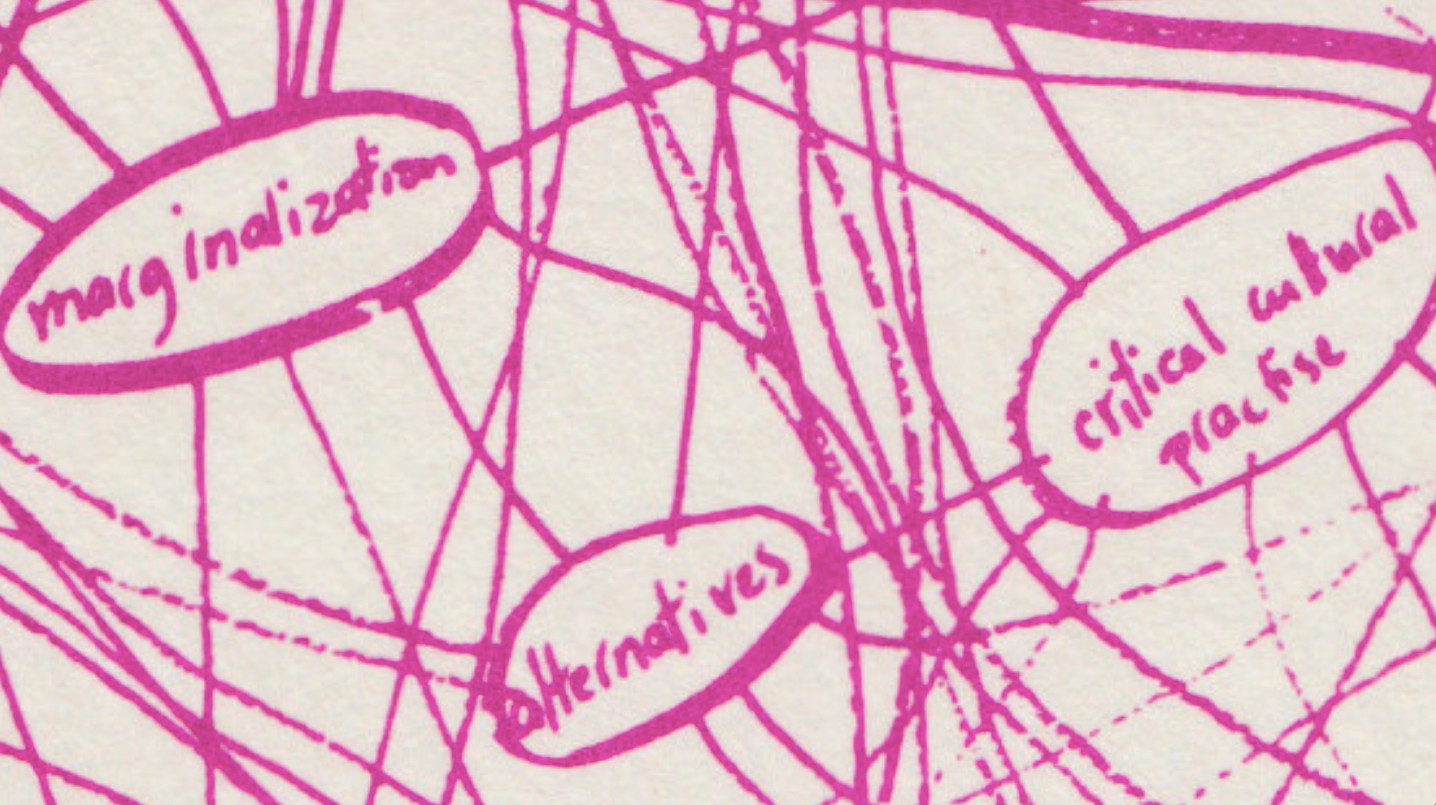 marginalization
critical cultural
practise
alternatives